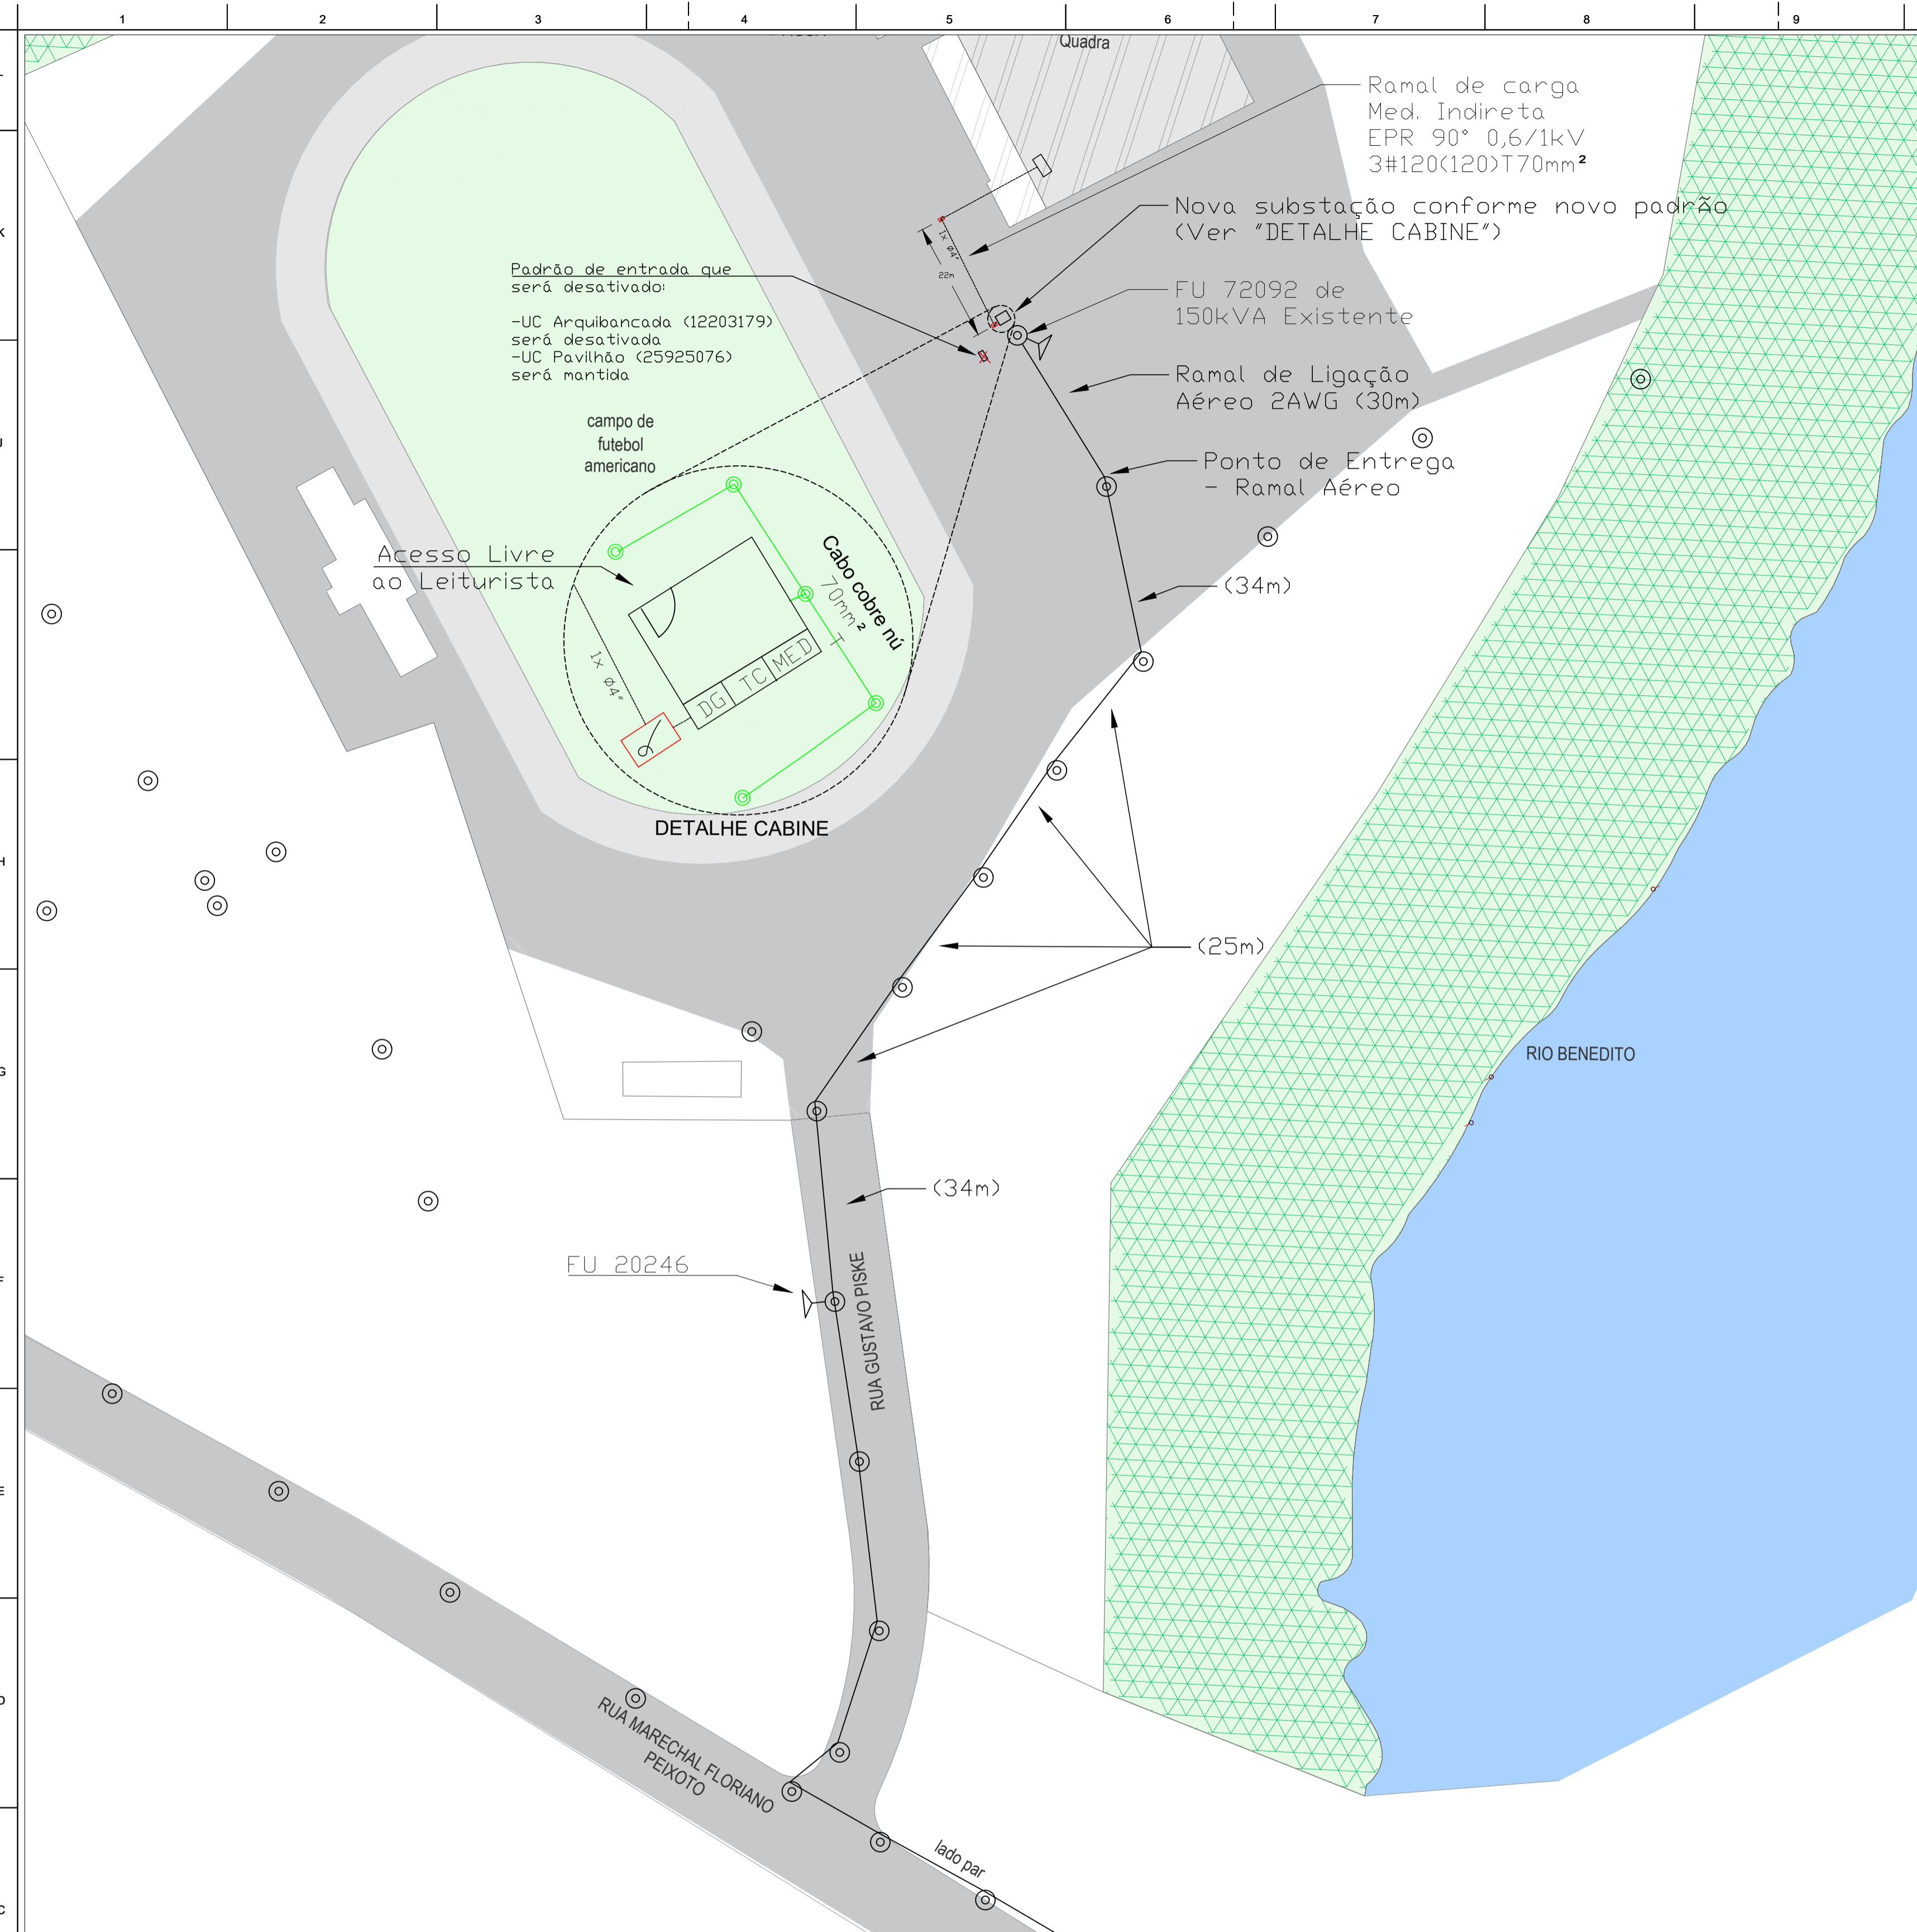 1
2
3
4
5
6
7
8
9
K
J
H
G
F
E
D
C
Quadra
Ramal de carga
Med. Indireta
EPR 90° 0,6/1kV
3#120(120)T70mm²
Nova substação conforme novo padrão
(Ver "DETALHE CABINE")
1x Ø4"
22m
Padrão de entrada que
será desativado:
-UC Arquibancada (12203179)
será desativada
-UC Pavilhão (25925076)
será mantida
FU 72092 de
150kVA Existente
Ramal de Ligação
Aéreo 2AWG (30m)
campo de
futebol
americano
Ponto de Entrega
- Ramal Aéreo
Acesso Livre
ao Leiturista
Cabo cobre nú
70mm²
(34m)
1x Ø4"
DG
TC
MED
T
DETALHE CABINE
(25m)
RIO BENEDITO
(34m)
FU 20246
RUA GUSTAVO PISKE
RUA MARECHAL FLORIANO
PEIXOTO
lado par